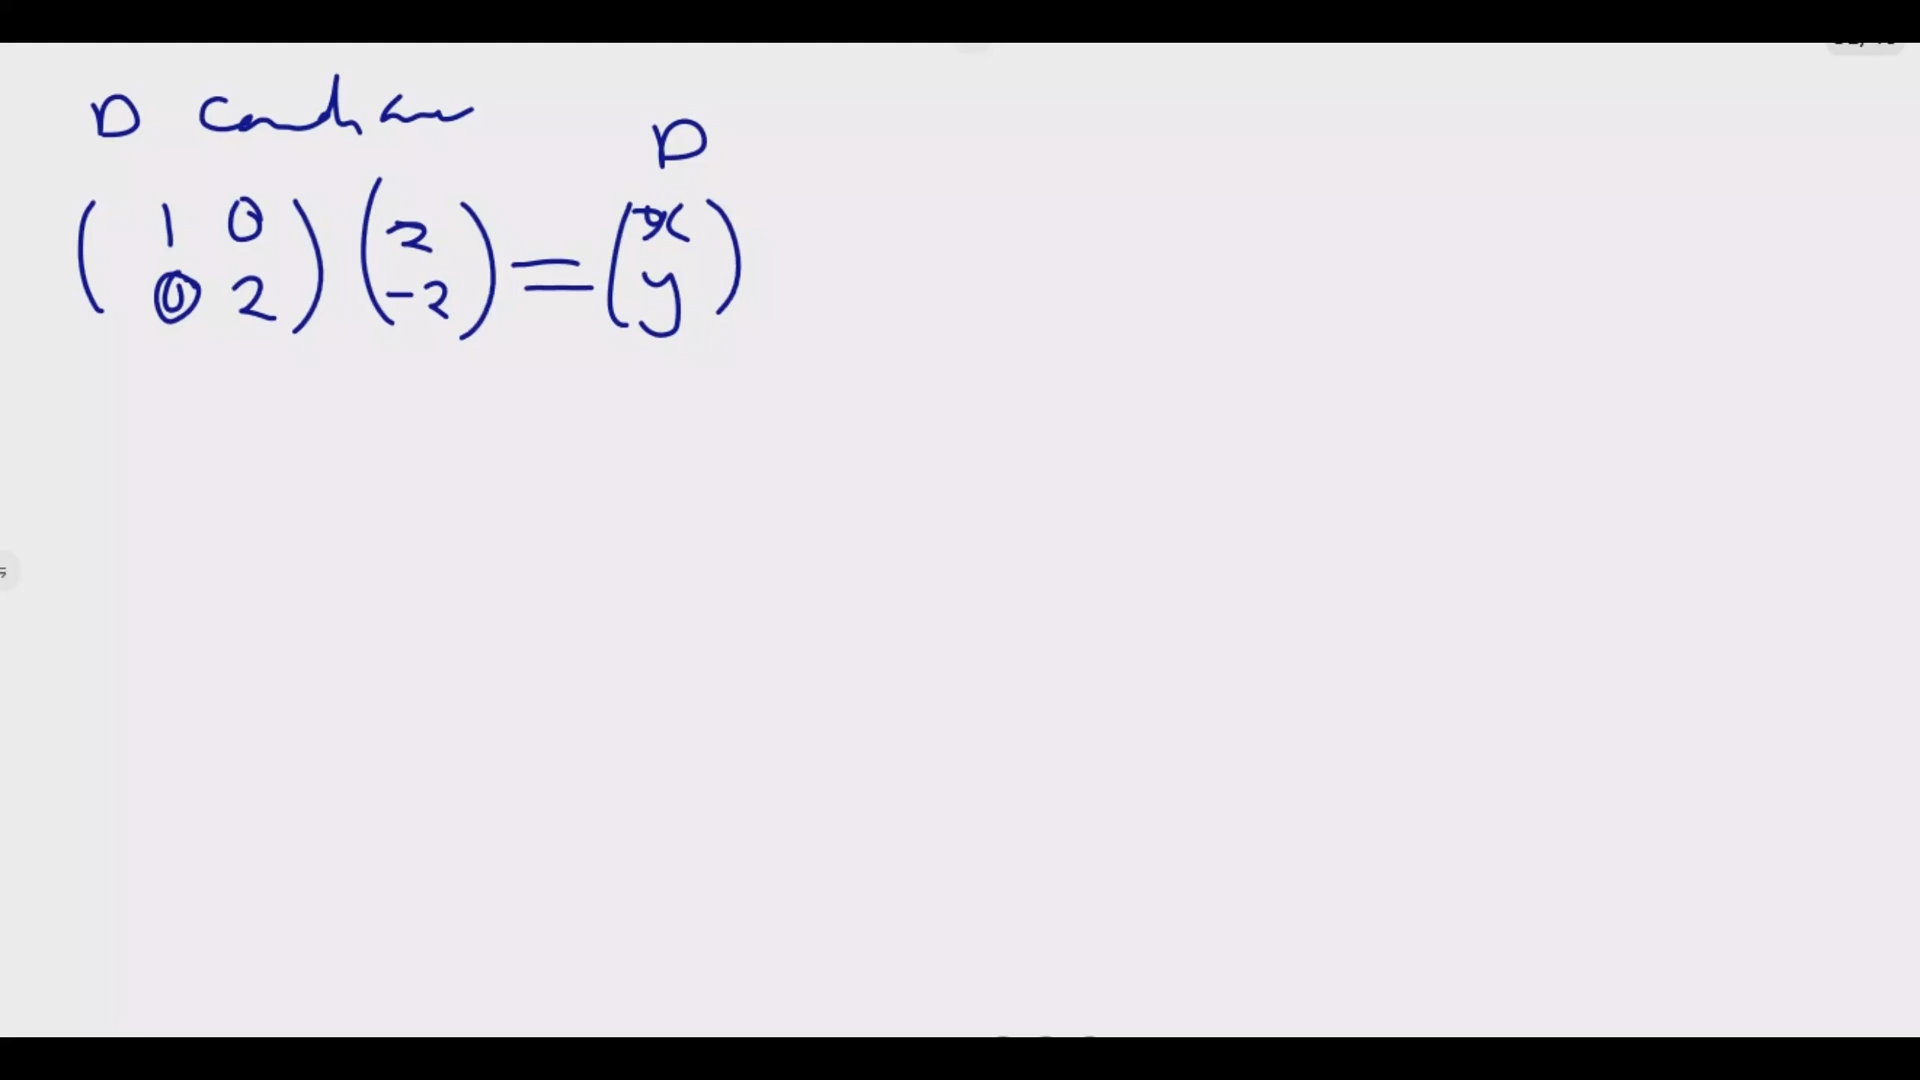 D
D
( 1 0 ) ( 2 ) = ( x )
( 0 2 ) ( -2 ) ( y )